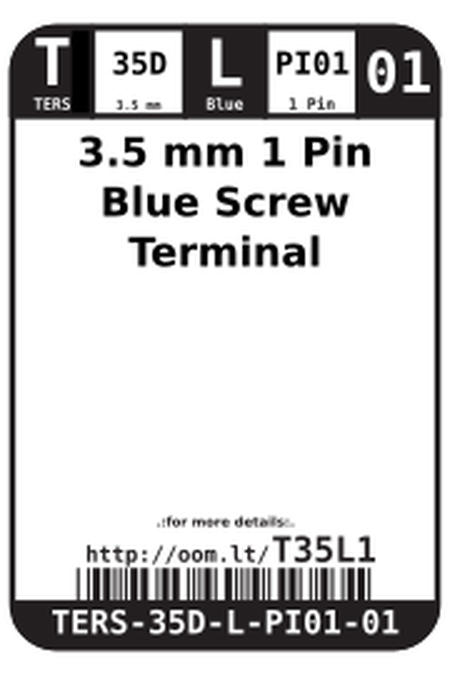 T 35D L PI01 01
TERS 3.5 mm Blue 1 Pin
3.5 mm 1 Pin
Blue Screw
Terminal
.:for more details:.
http://oom.lt/T35L1
TERS-35D-L-PI01-01